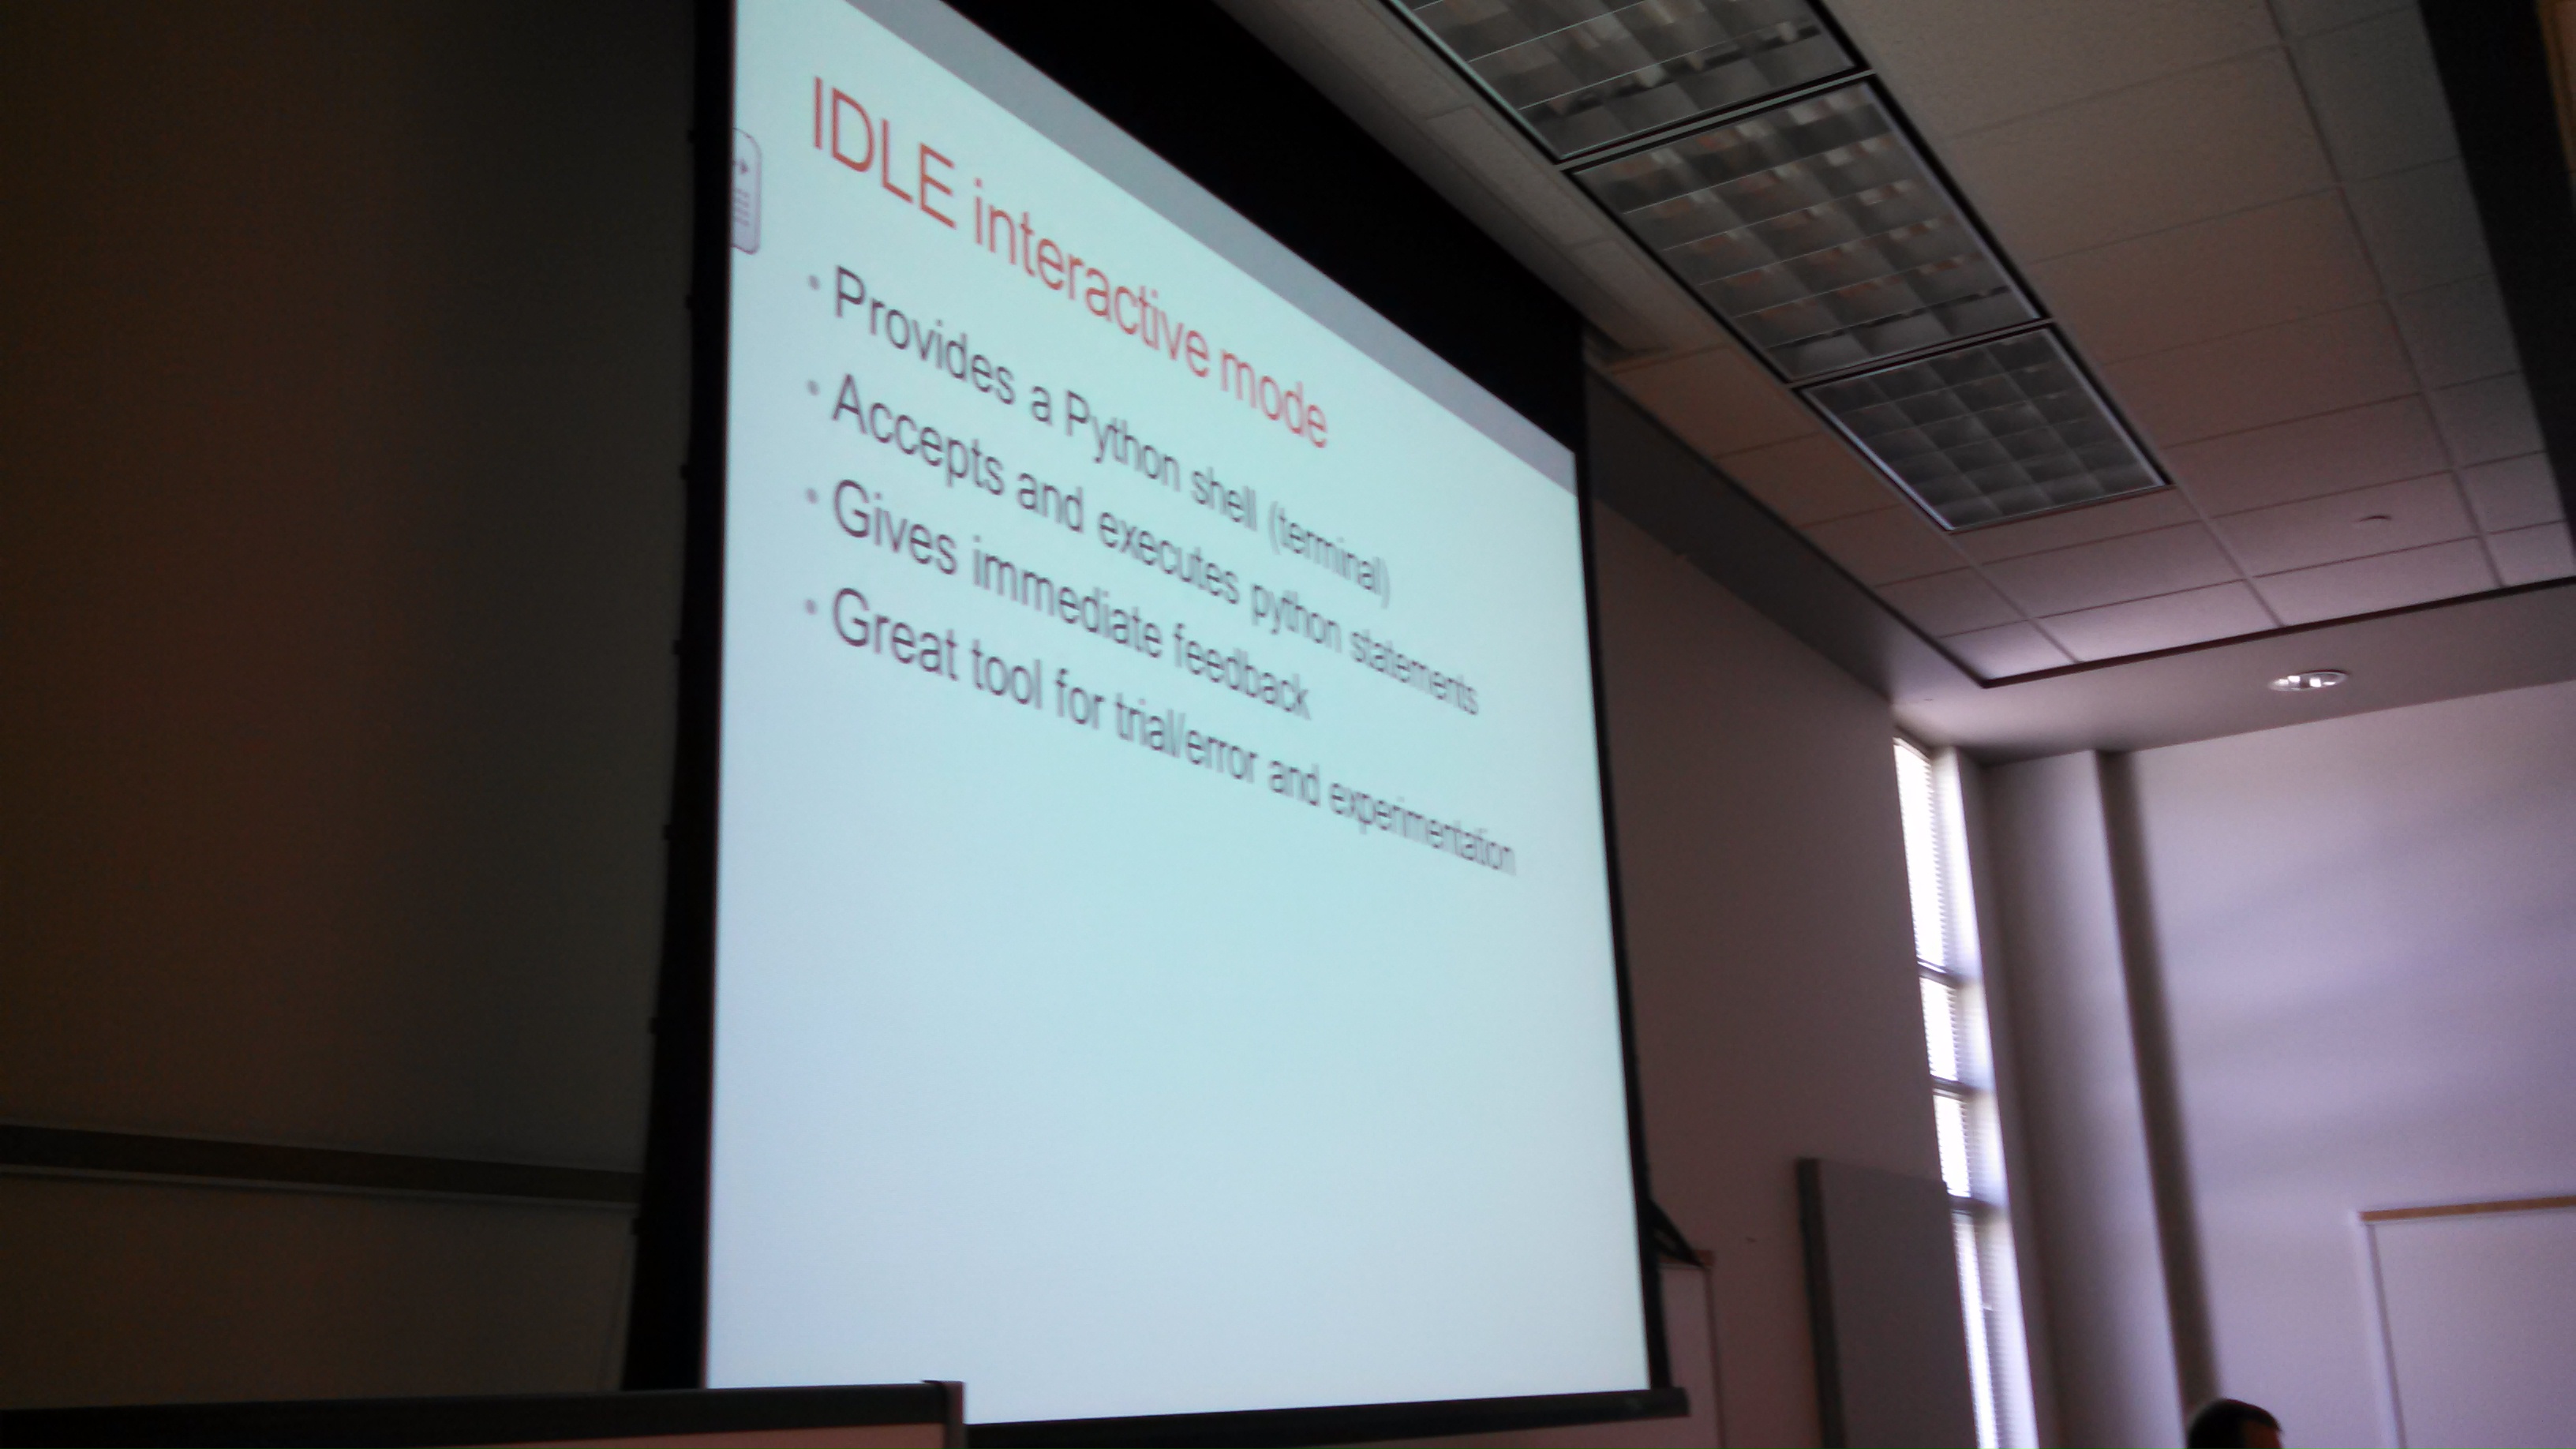 IDLE interactive mode
• Provides a Python shell (terminal)
• Accepts and executes python statements
• Gives immediate feedback
• Great tool for trial/error and experimentation